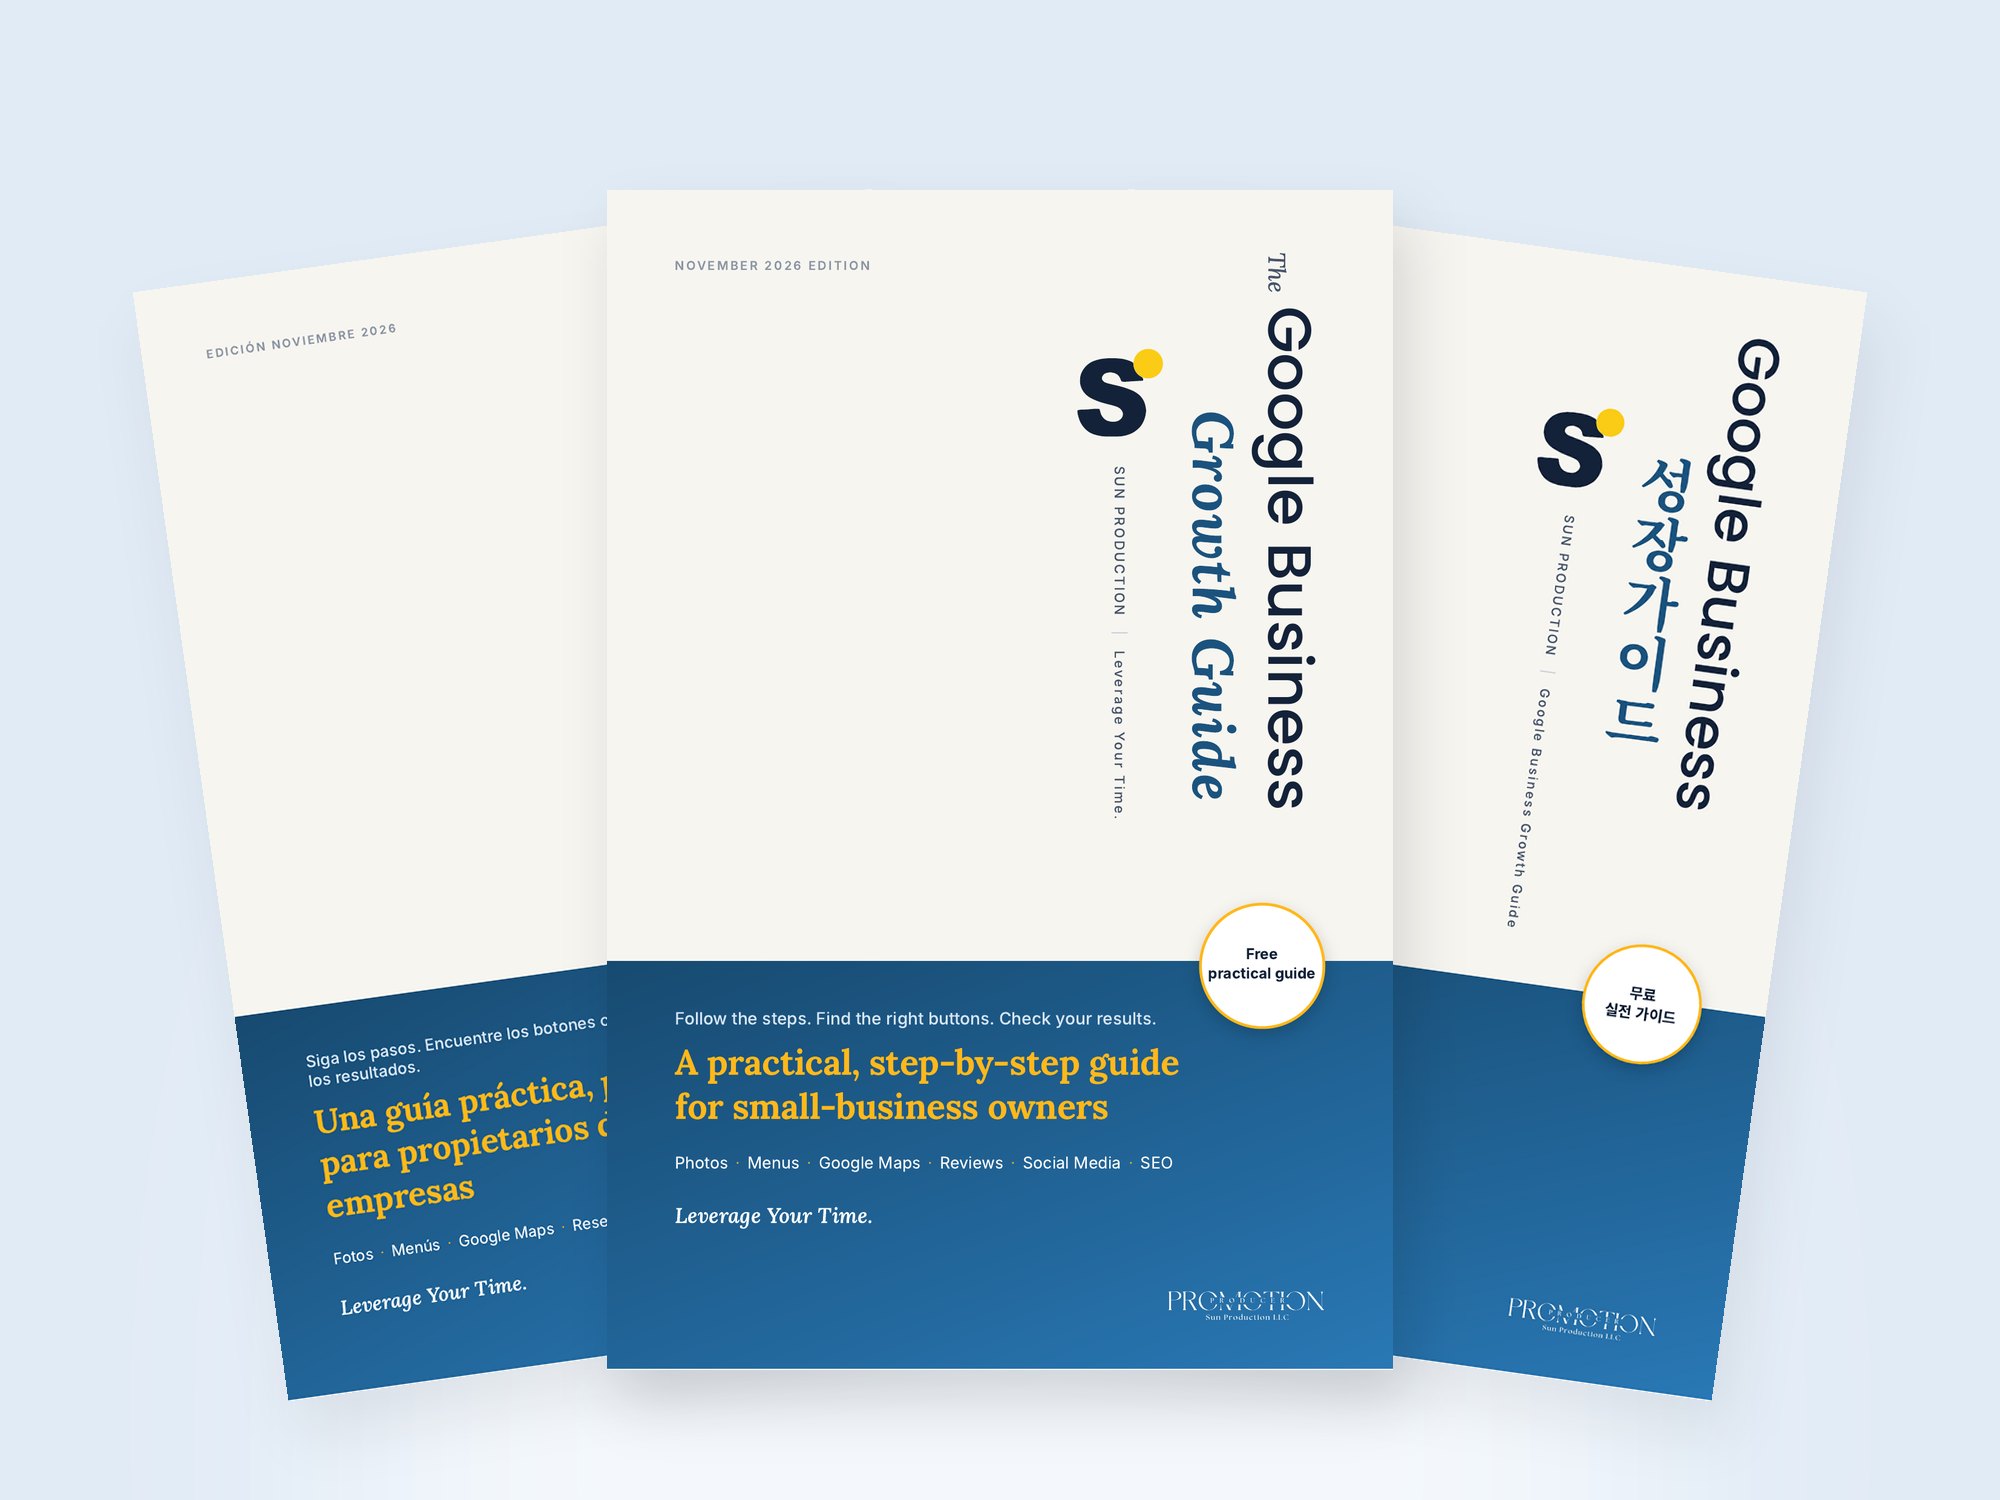 EDICIÓN NOVIEMBRE 2026
Siga los pasos. Encuentre los botones
los resultados.
Una guía práctica,
para propietarios
empresas
Fotos · Menús · Google Maps · Rese
Leverage Your Time.
NOVEMBER 2026 EDITION
The Google Business
Growth Guide
S
SUN PRODUCTION | Leverage Your Time.
Free
practical guide
Follow the steps. Find the right buttons. Check your results.
A practical, step-by-step guide
for small-business owners
Photos · Menus · Google Maps · Reviews · Social Media · SEO
Leverage Your Time.
PROMOTION
PRODUCER
Sun Production LLC
Google Business
성장 가이드
S
SUN PRODUCTION | Google Business Growth Guide
무료
실전 가이드
PROMOTION
PRODUCER
Sun Production LLC